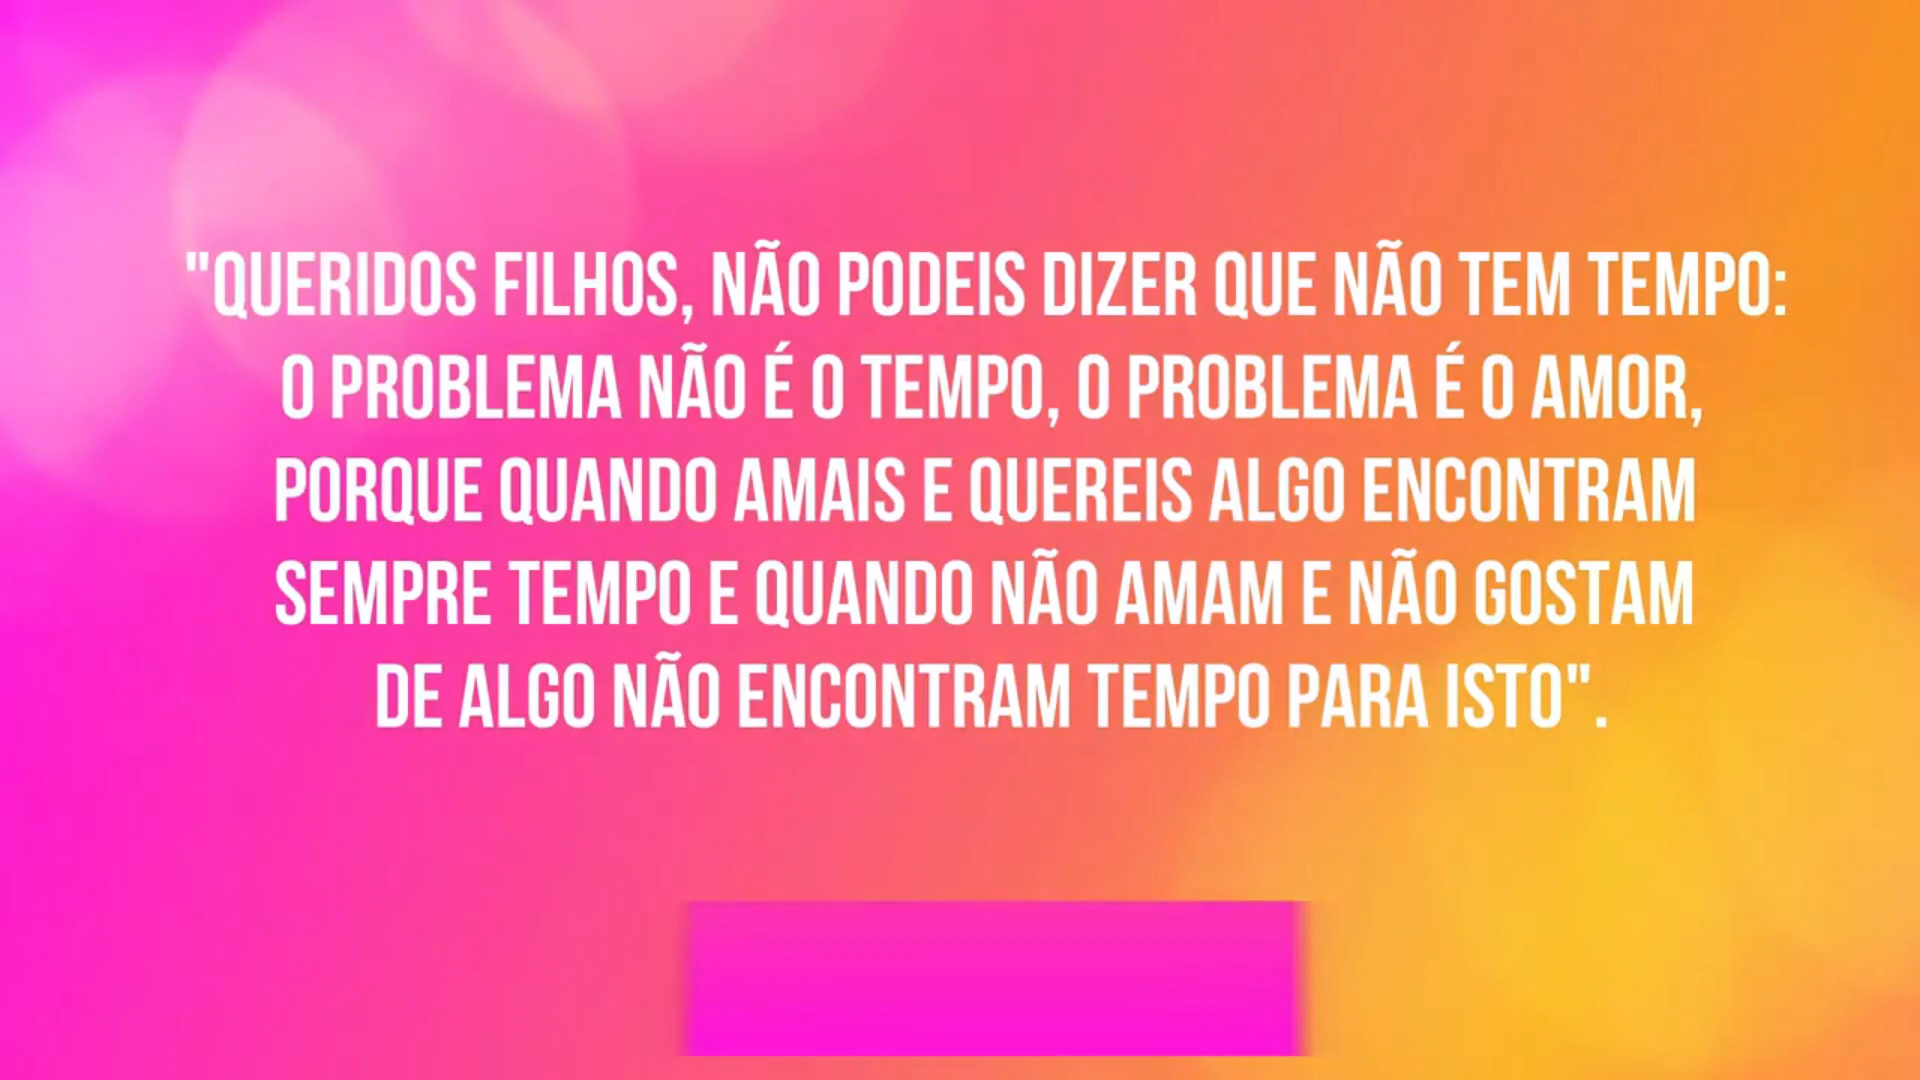 "QUERIDOS FILHOS, NÃO PODEIS DIZER QUE NÃO TEM TEMPO:
O PROBLEMA NÃO É O TEMPO, O PROBLEMA É O AMOR,
PORQUE QUANDO AMAIS E QUEREIS ALGO ENCONTRAM
SEMPRE TEMPO E QUANDO NÃO AMAM E NÃO GOSTAM
DE ALGO NÃO ENCONTRAM TEMPO PARA ISTO".